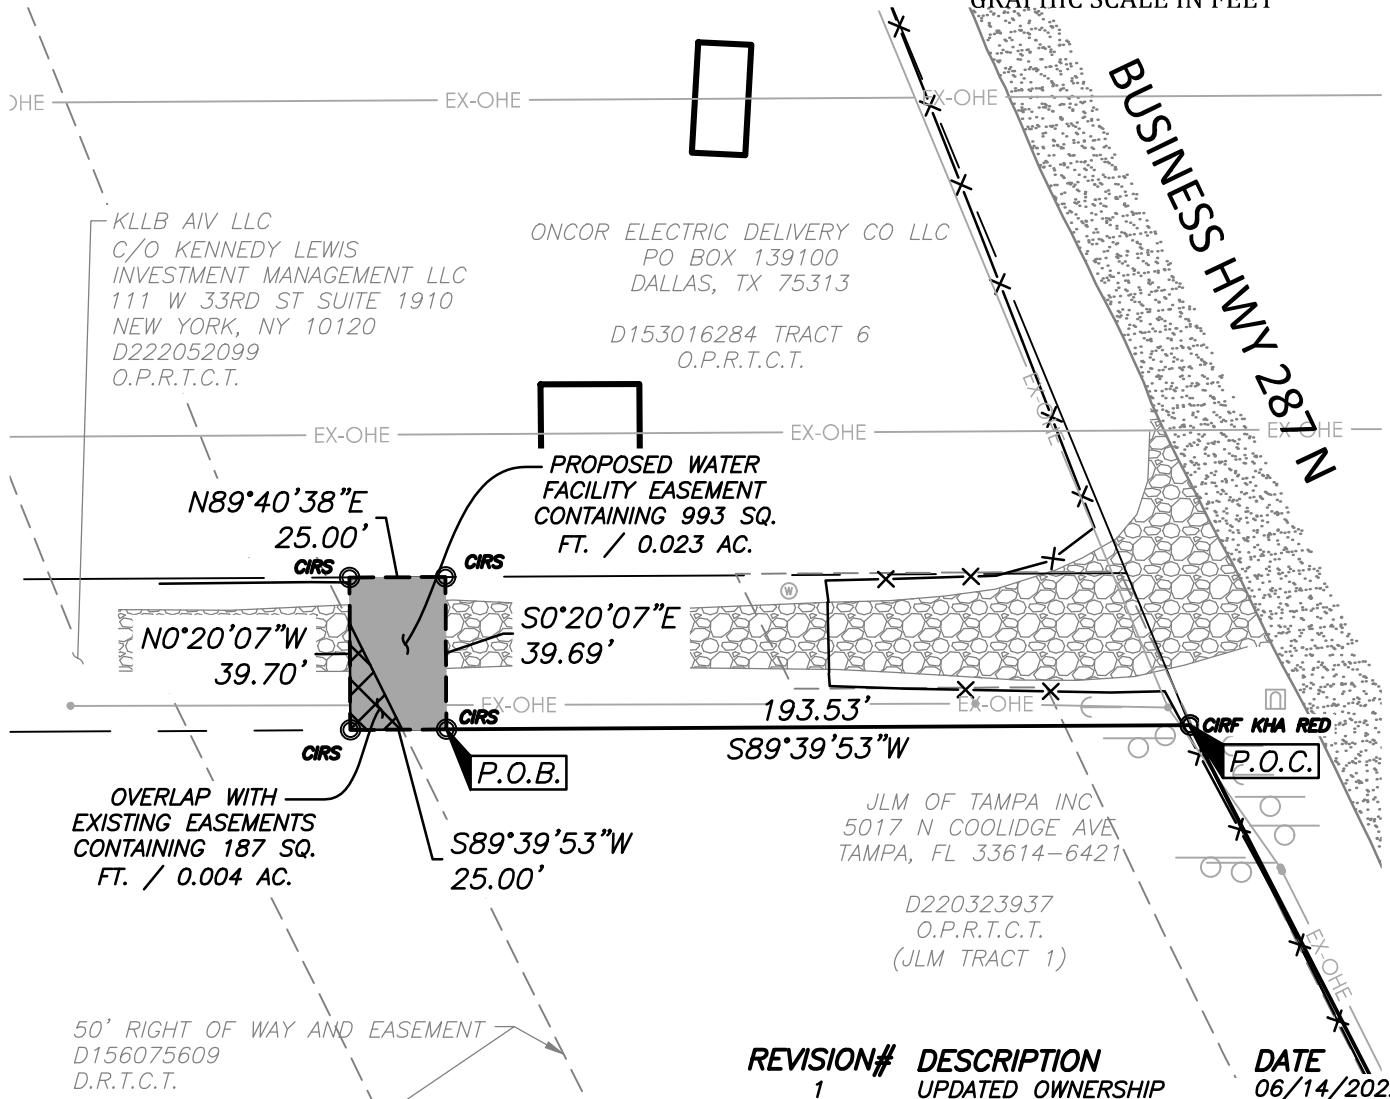 GRAPHIC SCALE IN FEET
BUSINESS HWY 287 N
EX-OHE
EX-OHE
KLLB AIV LLC
C/O KENNEDY LEWIS
INVESTMENT MANAGEMENT LLC
111 W 33RD ST SUITE 1910
NEW YORK, NY 10120
D222052099
O.P.R.T.C.T.
ONCOR ELECTRIC DELIVERY CO LLC
PO BOX 139100
DALLAS, TX 75313
D153016284 TRACT 6
O.P.R.T.C.T.
EX-OHE
EX-OHE
EX-OHE
EX-OHE
PROPOSED WATER
FACILITY EASEMENT
CONTAINING 993 SQ.
FT. / 0.023 AC.
N89°40'38"E
25.00'
CIRS
CIRS
W
N0°20'07"W
39.70'
S0°20'07"E
39.69'
EX-OHE
EX-OHE
CIRS
CIRS
193.53'
S89°39'53"W
CIRF KHA RED
P.O.B.
P.O.C.
OVERLAP WITH
EXISTING EASEMENTS
CONTAINING 187 SQ.
FT. / 0.004 AC.
S89°39'53"W
25.00'
JLM OF TAMPA INC
5017 N COOLIDGE AVE
TAMPA, FL 33614-6421
D220323937
O.P.R.T.C.T.
(JLM TRACT 1)
EX-OHE
50' RIGHT OF WAY AND EASEMENT
D156075609
D.R.T.C.T.
REVISION# DESCRIPTION DATE
1 UPDATED OWNERSHIP 06/14/202